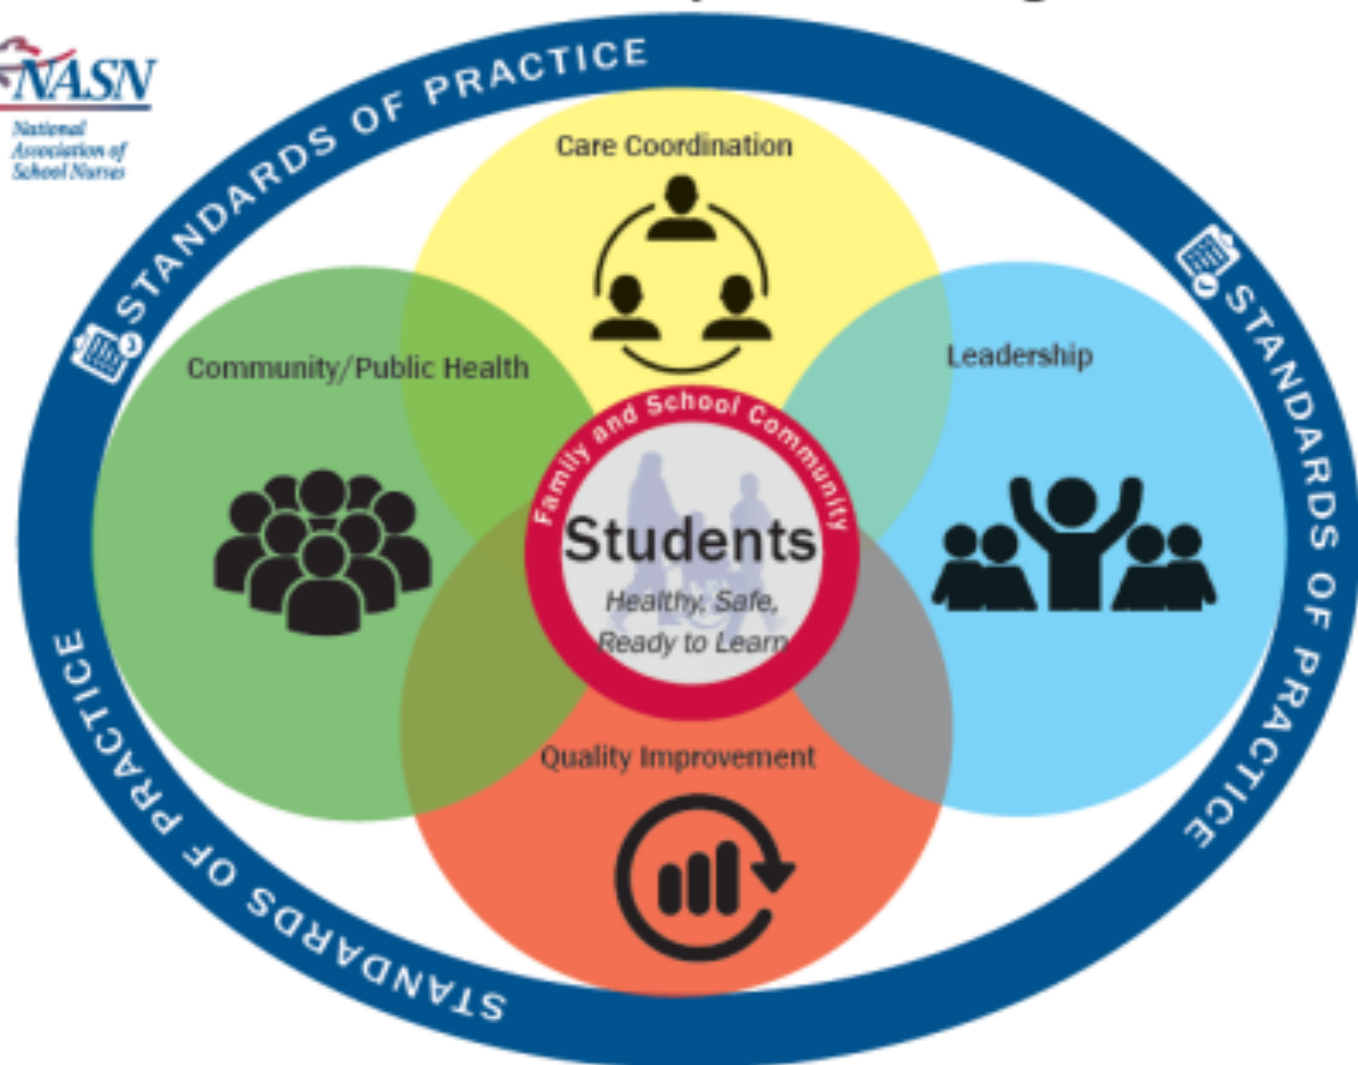 NASN
National
Association of
School Nurses
STANDARDS OF PRACTICE
STANDARDS OF PRACTICE
STANDARDS OF PRACTICE
Care Coordination
Community/Public Health
Leadership
Family and School Community
Students
Healthy, Safe,
Ready to Learn
Quality Improvement